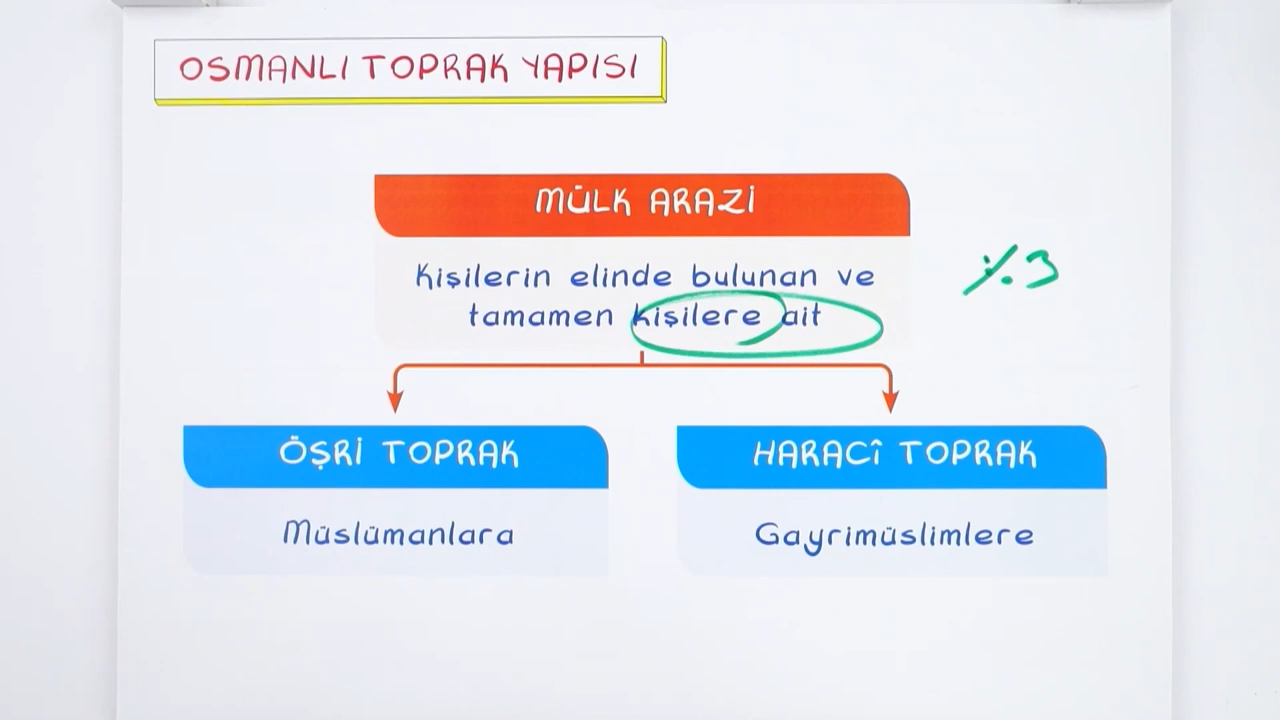 OSMANLI TOPRAK YAPISI
MÜLK ARAZİ
Kişilerin elinde bulunan ve
tamamen kişilere ait
%.3
ÖŞRİ TOPRAK
Müslümanlara
HARACÎ TOPRAK
Gayrimüslimlere